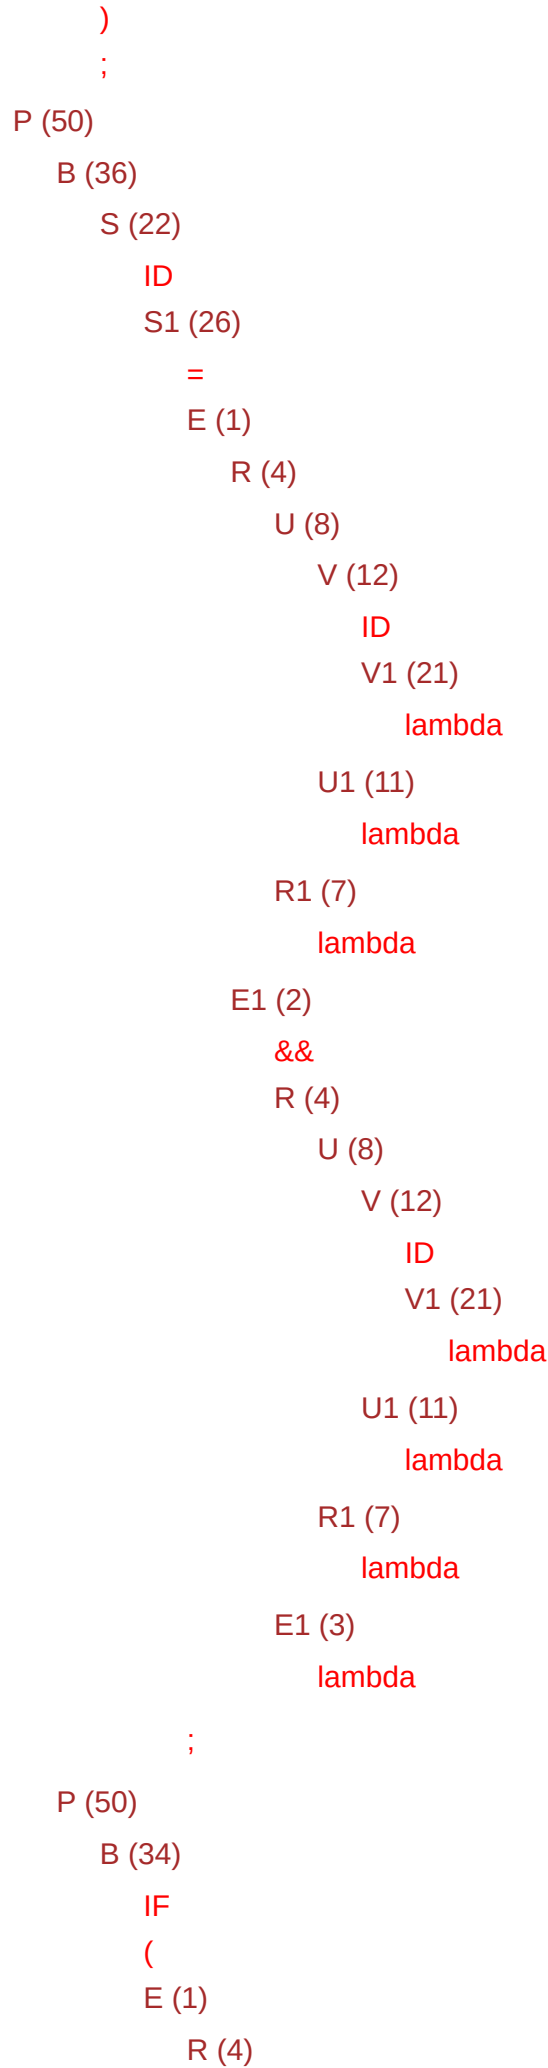 )
;
P (50)
B (36)
S (22)
ID
S1 (26)
=
E (1)
R (4)
U (8)
V (12)
ID
V1 (21)
lambda
U1 (11)
lambda
R1 (7)
lambda
E1 (2)
&&
R (4)
U (8)
V (12)
ID
V1 (21)
lambda
U1 (11)
lambda
R1 (7)
lambda
E1 (3)
lambda
;
P (50)
B (34)
IF
(
E (1)
R (4)